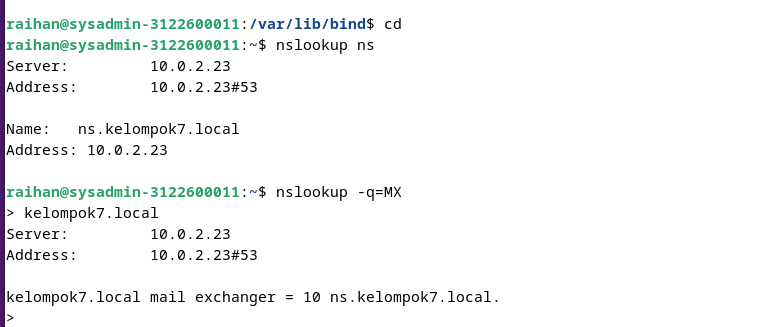 raihan@sysadmin-3122600011:/var/lib/bind$ cd
raihan@sysadmin-3122600011:~$ nslookup ns
Server:         10.0.2.23
Address:        10.0.2.23#53
Name:   ns.kelompok7.local
Address: 10.0.2.23
raihan@sysadmin-3122600011:~$ nslookup -q=MX
> kelompok7.local
Server:         10.0.2.23
Address:        10.0.2.23#53
kelompok7.local mail exchanger = 10 ns.kelompok7.local.
>